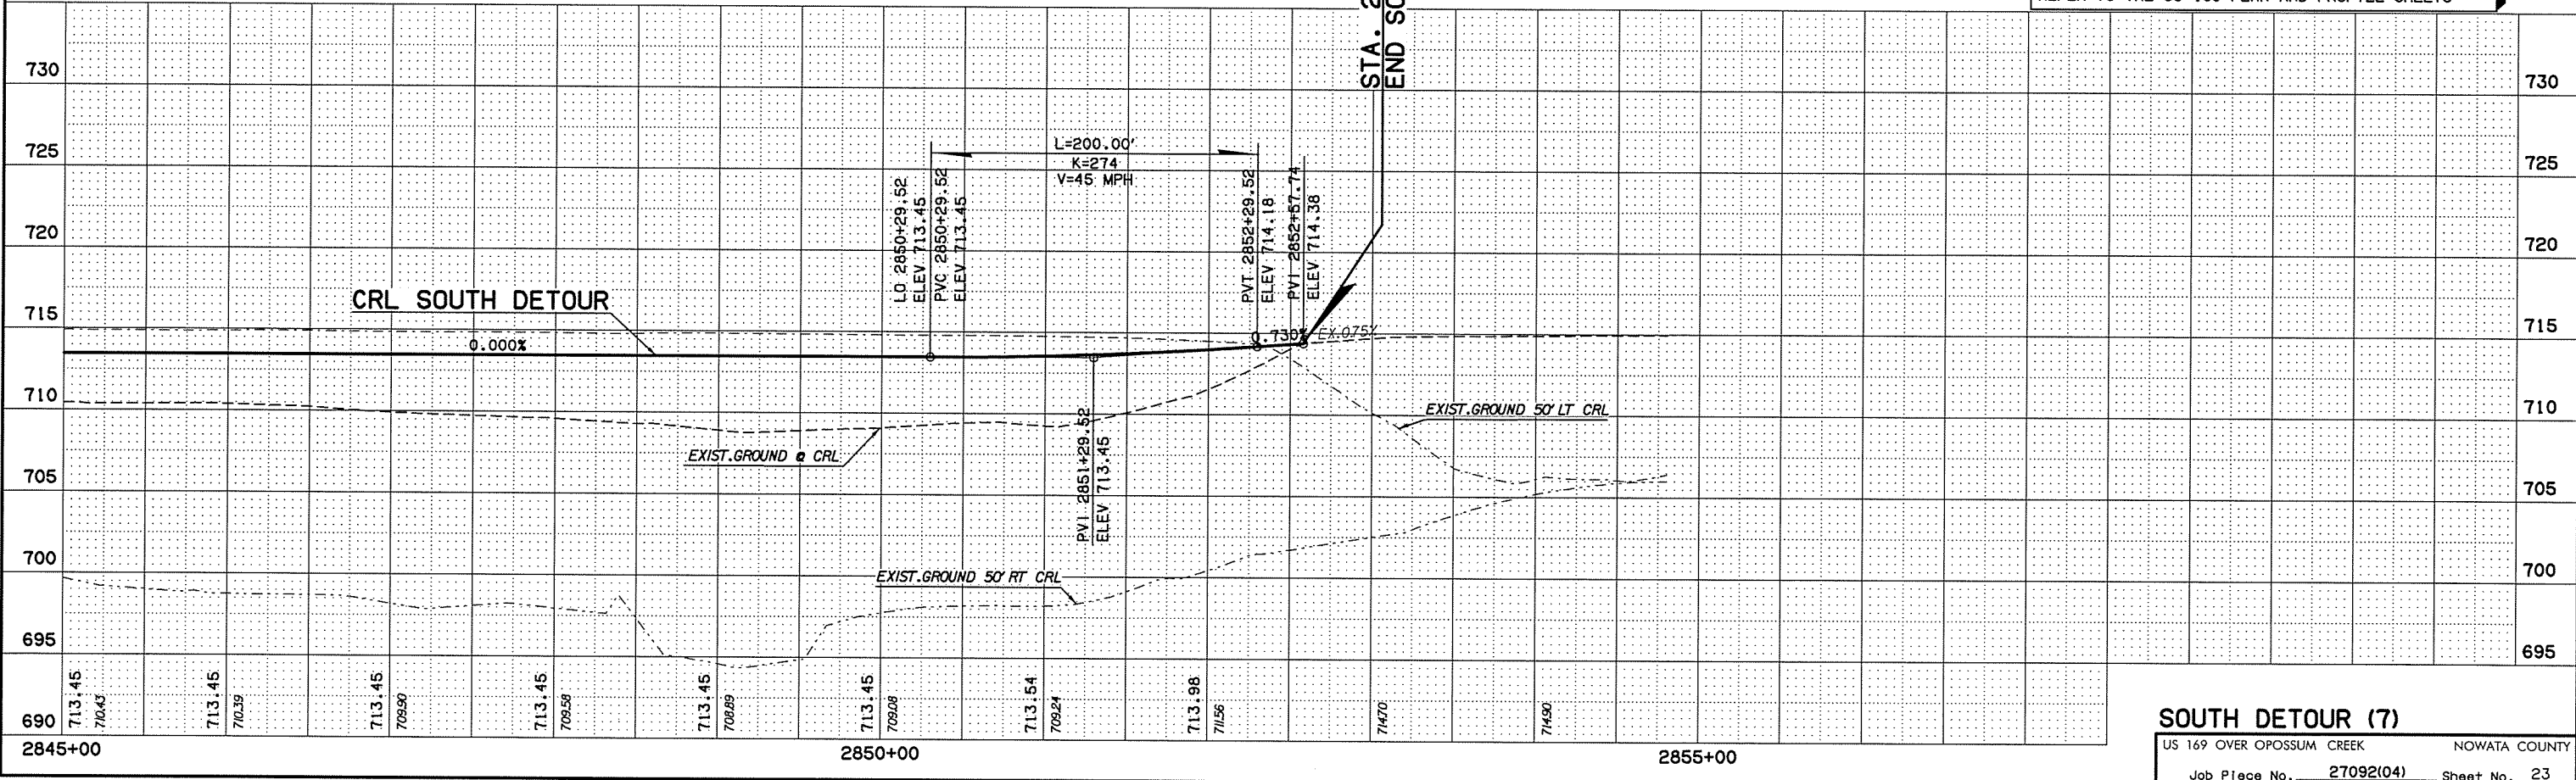 STA. 2
END SO
730
730
725
725
720
720
715
715
710
710
705
705
700
700
695
695
690
L=200.00'
K=274
V=45 MPH
LO 2850+29.52
ELEV 713.45
PVC 2850+29.52
ELEV 713.45
PVT 2852+29.52
ELEV 714.18
PVI 2852+57.74
ELEV 714.38
CRL SOUTH DETOUR
0.000%
0.730%
EX.075%
EXIST.GROUND @ CRL
PVI 2851+29.52
ELEV 713.45
EXIST.GROUND 50' LT CRL
EXIST.GROUND 50' RT CRL
713.45
710.43
713.45
710.39
713.45
709.90
713.45
709.58
713.45
708.89
713.45
709.08
713.54
709.24
713.98
711.56
714.70
714.90
2845+00
2850+00
2855+00
SOUTH DETOUR (7)
US 169 OVER OPOSSUM CREEK NOWATA COUNTY
Job Piece No. 27092(04) Sheet No. 23